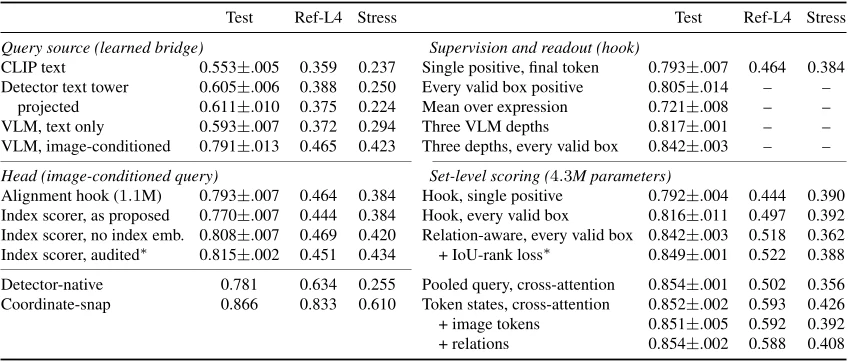 Test Ref-L4 Stress
Query source (learned bridge)
CLIP text 0.553±.005 0.359 0.237
Detector text tower 0.605±.006 0.388 0.250
projected 0.611±.010 0.375 0.224
VLM, text only 0.593±.007 0.372 0.294
VLM, image-conditioned 0.791±.013 0.465 0.423
Head (image-conditioned query)
Alignment hook (1.1M) 0.793±.007 0.464 0.384
Index scorer, as proposed 0.770±.007 0.444 0.384
Index scorer, no index emb. 0.808±.007 0.469 0.420
Index scorer, audited* 0.815±.002 0.451 0.434
Detector-native 0.781 0.634 0.255
Coordinate-snap 0.866 0.833 0.610
Test Ref-L4 Stress
Supervision and readout (hook)
Single positive, final token 0.793±.007 0.464 0.384
Every valid box positive 0.805±.014 – –
Mean over expression 0.721±.008 – –
Three VLM depths 0.817±.001 – –
Three depths, every valid box 0.842±.003 – –
Set-level scoring (4.3M parameters)
Hook, single positive 0.792±.004 0.444 0.390
Hook, every valid box 0.816±.011 0.497 0.392
Relation-aware, every valid box 0.842±.003 0.518 0.362
+ IoU-rank loss* 0.849±.001 0.522 0.388
Pooled query, cross-attention 0.854±.001 0.502 0.356
Token states, cross-attention 0.852±.002 0.593 0.426
+ image tokens 0.851±.005 0.592 0.392
+ relations 0.854±.002 0.588 0.408